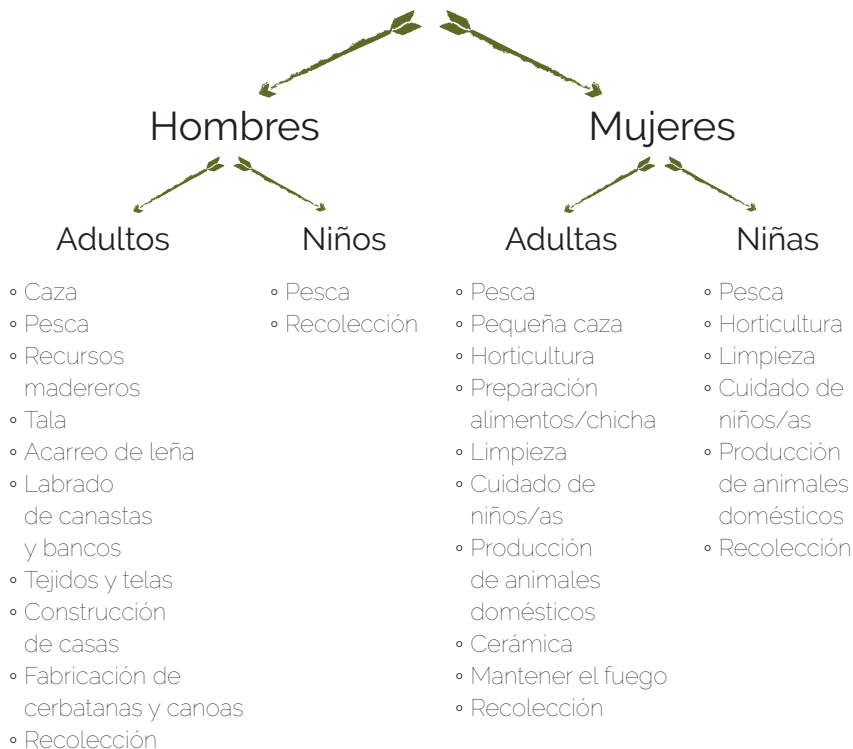 Hombres
Mujeres
Adultos
Niños
Adultas
Niñas
◦ Caza
◦ Pesca
◦ Recursos
madereros
◦ Tala
◦ Acarreo de leña
◦ Labrado
de canastas
y bancos
◦ Tejidos y telas
◦ Construcción
de casas
◦ Fabricación de
cerbatanas y canoas
◦ Recolección
◦ Pesca
◦ Recolección
◦ Pesca
◦ Pequeña caza
◦ Horticultura
◦ Preparación
alimentos/chicha
◦ Limpieza
◦ Cuidado de
niños/as
◦ Producción
de animales
domésticos
◦ Cerámica
◦ Mantener el fuego
◦ Recolección
◦ Pesca
◦ Horticultura
◦ Limpieza
◦ Cuidado de
niños/as
◦ Producción
de animales
domésticos
◦ Recolección